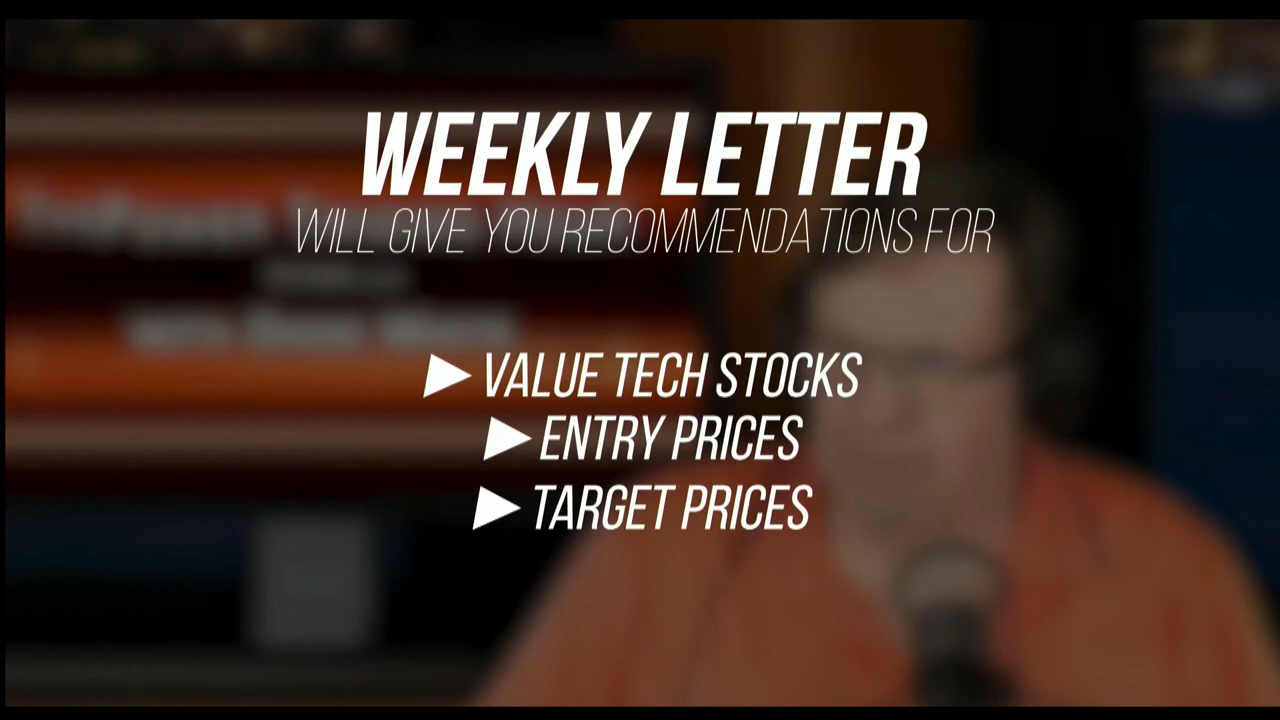 WEEKLY LETTER
WILL GIVE YOU RECOMMENDATIONS FOR
▶ VALUE TECH STOCKS
▶ ENTRY PRICES
▶ TARGET PRICES